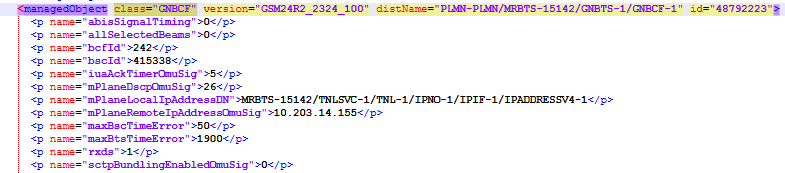 <managedObject class="GNBCF" version="GSM24R2_2324_100" distName="PLMN-PLMN/MRBTS-15142/GNBTS-1/GNBCF-1" id="48792223">
<p name="abisSignalTiming">0</p>
<p name="allSelectedBeams">0</p>
<p name="bcfId">242</p>
<p name="bscId">415338</p>
<p name="iuaAckTimerOmuSig">5</p>
<p name="mPlaneDscpOmuSig">26</p>
<p name="mPlaneLocalIpAddressDN">MRBTS-15142/TNLSVC-1/TNL-1/IPNO-1/IPIF-1/IPADDRESSV4-1</p>
<p name="mPlaneRemoteIpAddressOmuSig">10.203.14.155</p>
<p name="maxBscTimeError">50</p>
<p name="maxBtsTimeError">1900</p>
<p name="rxds">1</p>
<p name="sctpBundlingEnabledOmuSig">0</p>